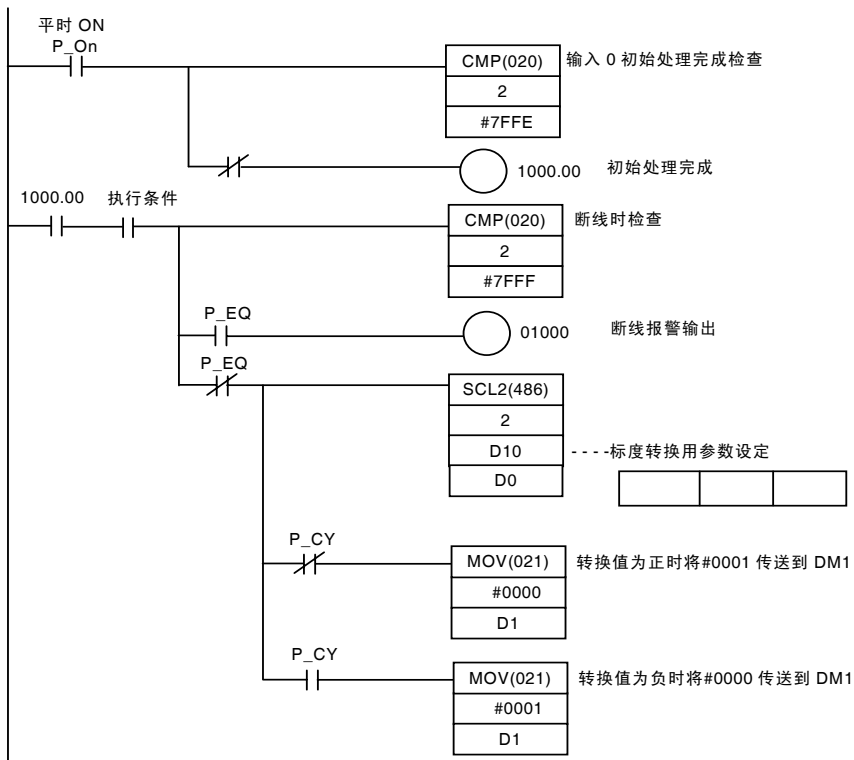 平时 ON
P_On
CMP(020) 输入 0 初始处理完成检查
2
#7FFE
1000.00 初始处理完成
1000.00 执行条件
CMP(020) 断线时检查
2
#7FFF
P_EQ
01000 断线报警输出
P_EQ
SCL2(486)
2
D10 - - - -标度转换用参数设定
D0
P_CY
MOV(021) 转换值为正时将#0001 传送到 DM1
#0000
D1
P_CY
MOV(021) 转换值为负时将#0000 传送到 DM1
#0001
D1